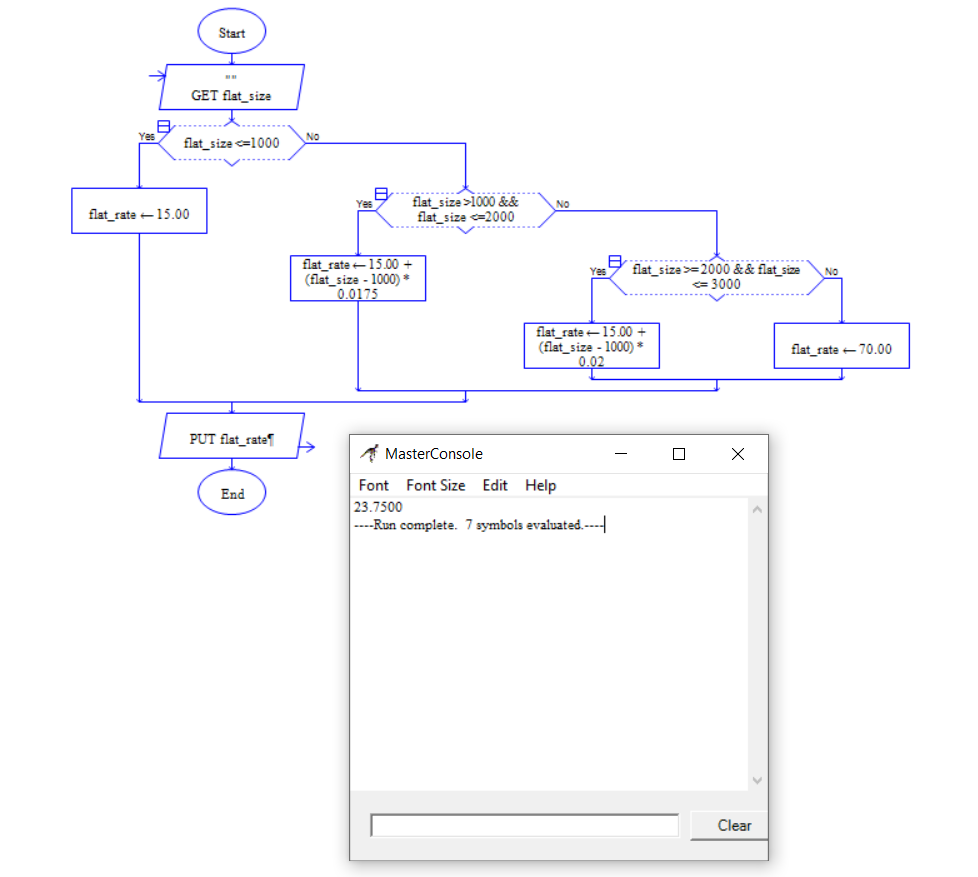 Start
""
GET flat_size
Yes
flat_size <=1000
No
flat_rate ← 15.00
Yes
flat_size >1000 &&
flat_size <=2000
No
flat_rate ← 15.00 +
(flat_size - 1000) *
0.0175
Yes
flat_size >= 2000 && flat_size
<= 3000
No
flat_rate ← 15.00 +
(flat_size - 1000) *
0.02
flat_rate ← 70.00
PUT flat_rate¶
End
MasterConsole
Font Font Size Edit Help
23.7500
----Run complete.  7 symbols evaluated.----
Clear